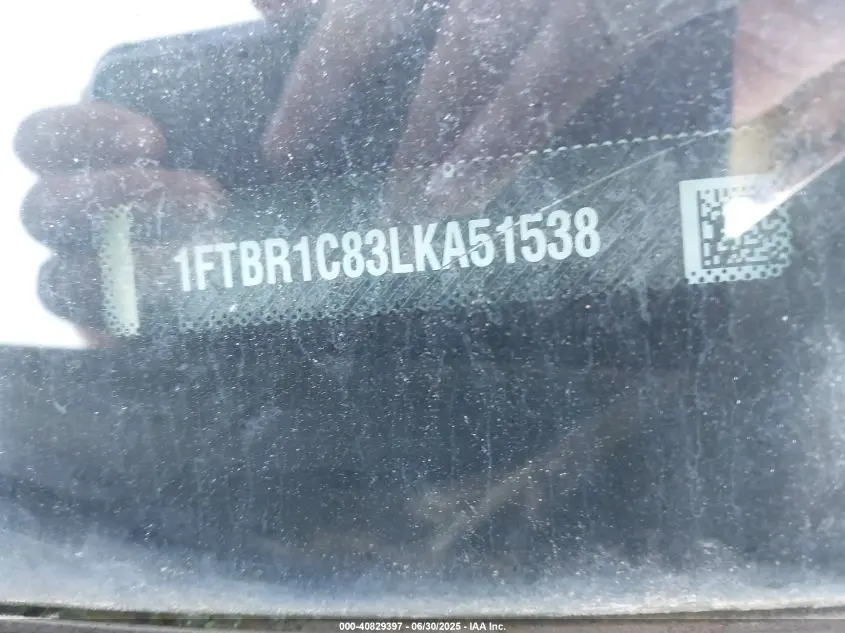 1FTBR1C83LKA51538
000-40829397 - 06/30/2025 - IAA Inc.